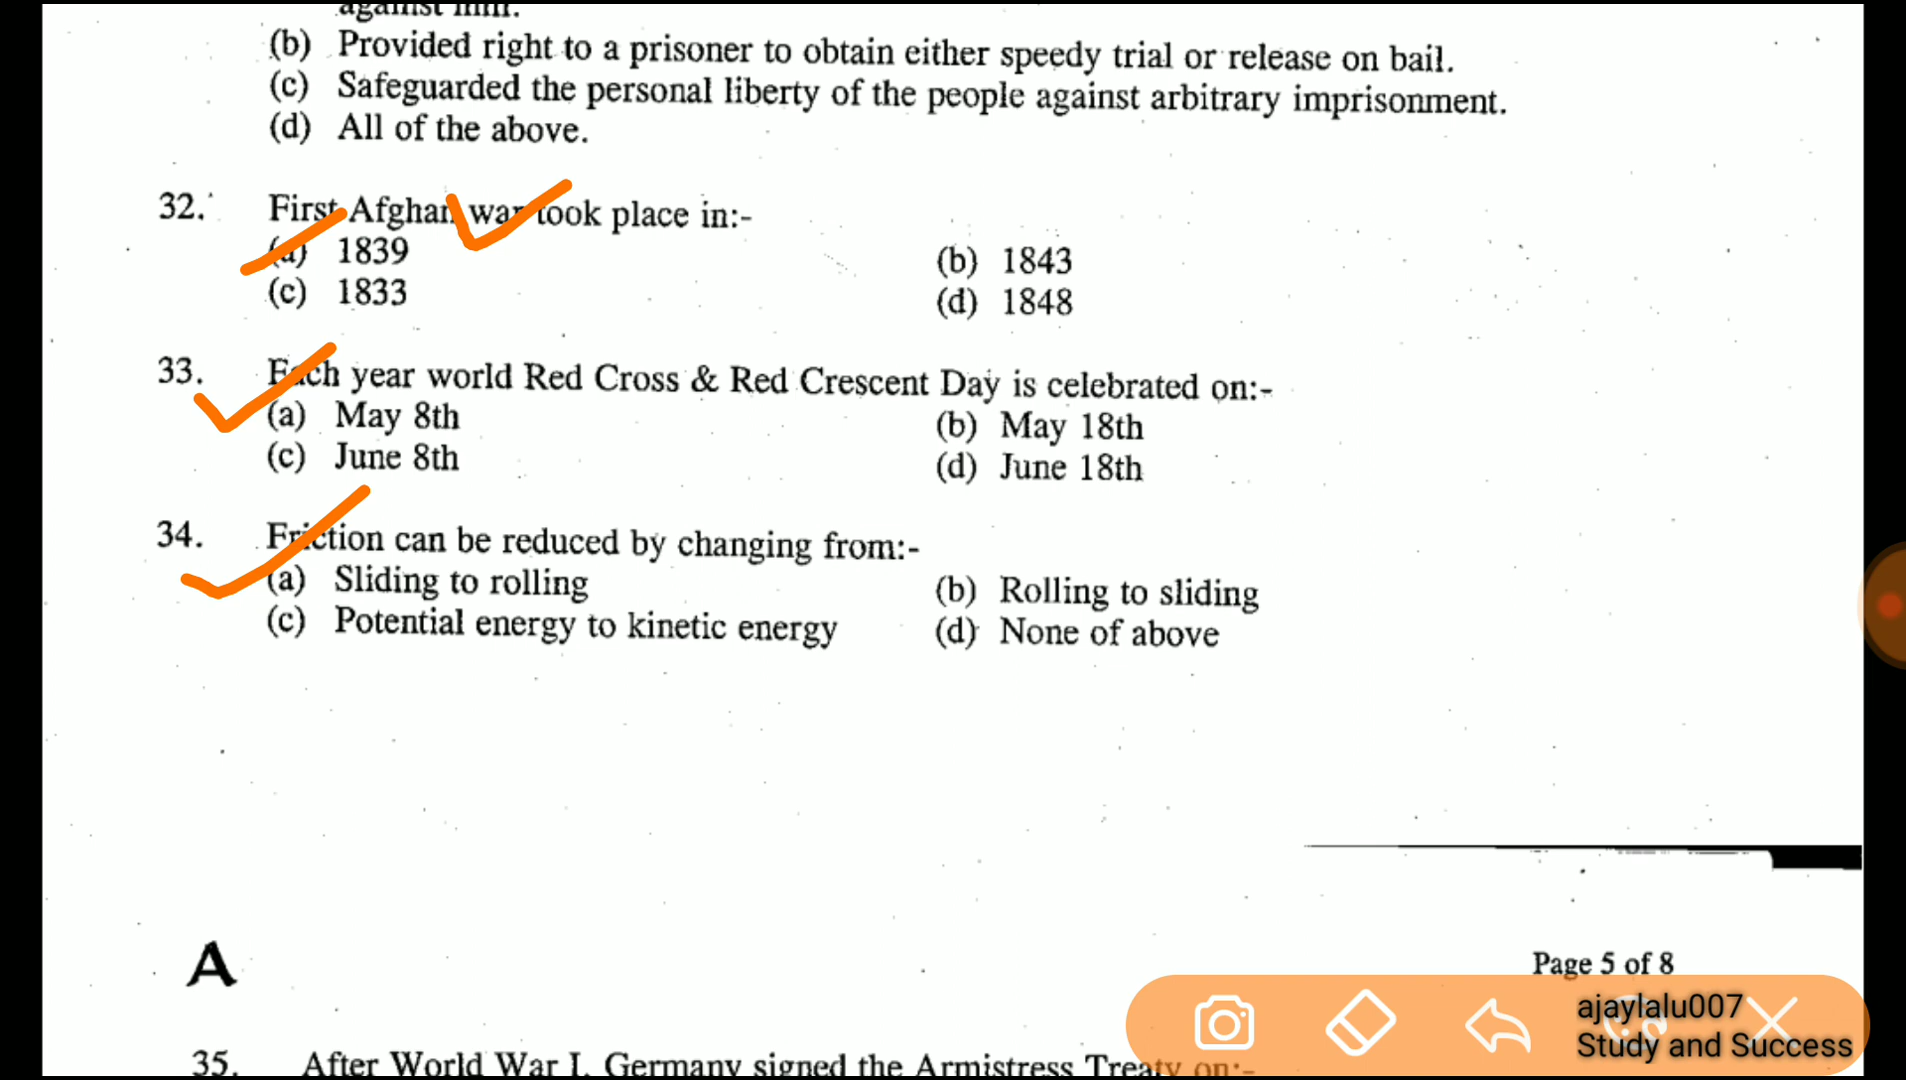 against him.
(b) Provided right to a prisoner to obtain either speedy trial or release on bail.
(c) Safeguarded the personal liberty of the people against arbitrary imprisonment.
(d) All of the above.
32. First Afghan war took place in:-
(a) 1839 (b) 1843
(c) 1833 (d) 1848
33. Each year world Red Cross & Red Crescent Day is celebrated on:-
(a) May 8th (b) May 18th
(c) June 8th (d) June 18th
34. Friction can be reduced by changing from:-
(a) Sliding to rolling (b) Rolling to sliding
(c) Potential energy to kinetic energy (d) None of above
A
Page 5 of 8
ajaylalu007
Study and Success
35. After World War I, Germany signed the Armistress Treaty on:-